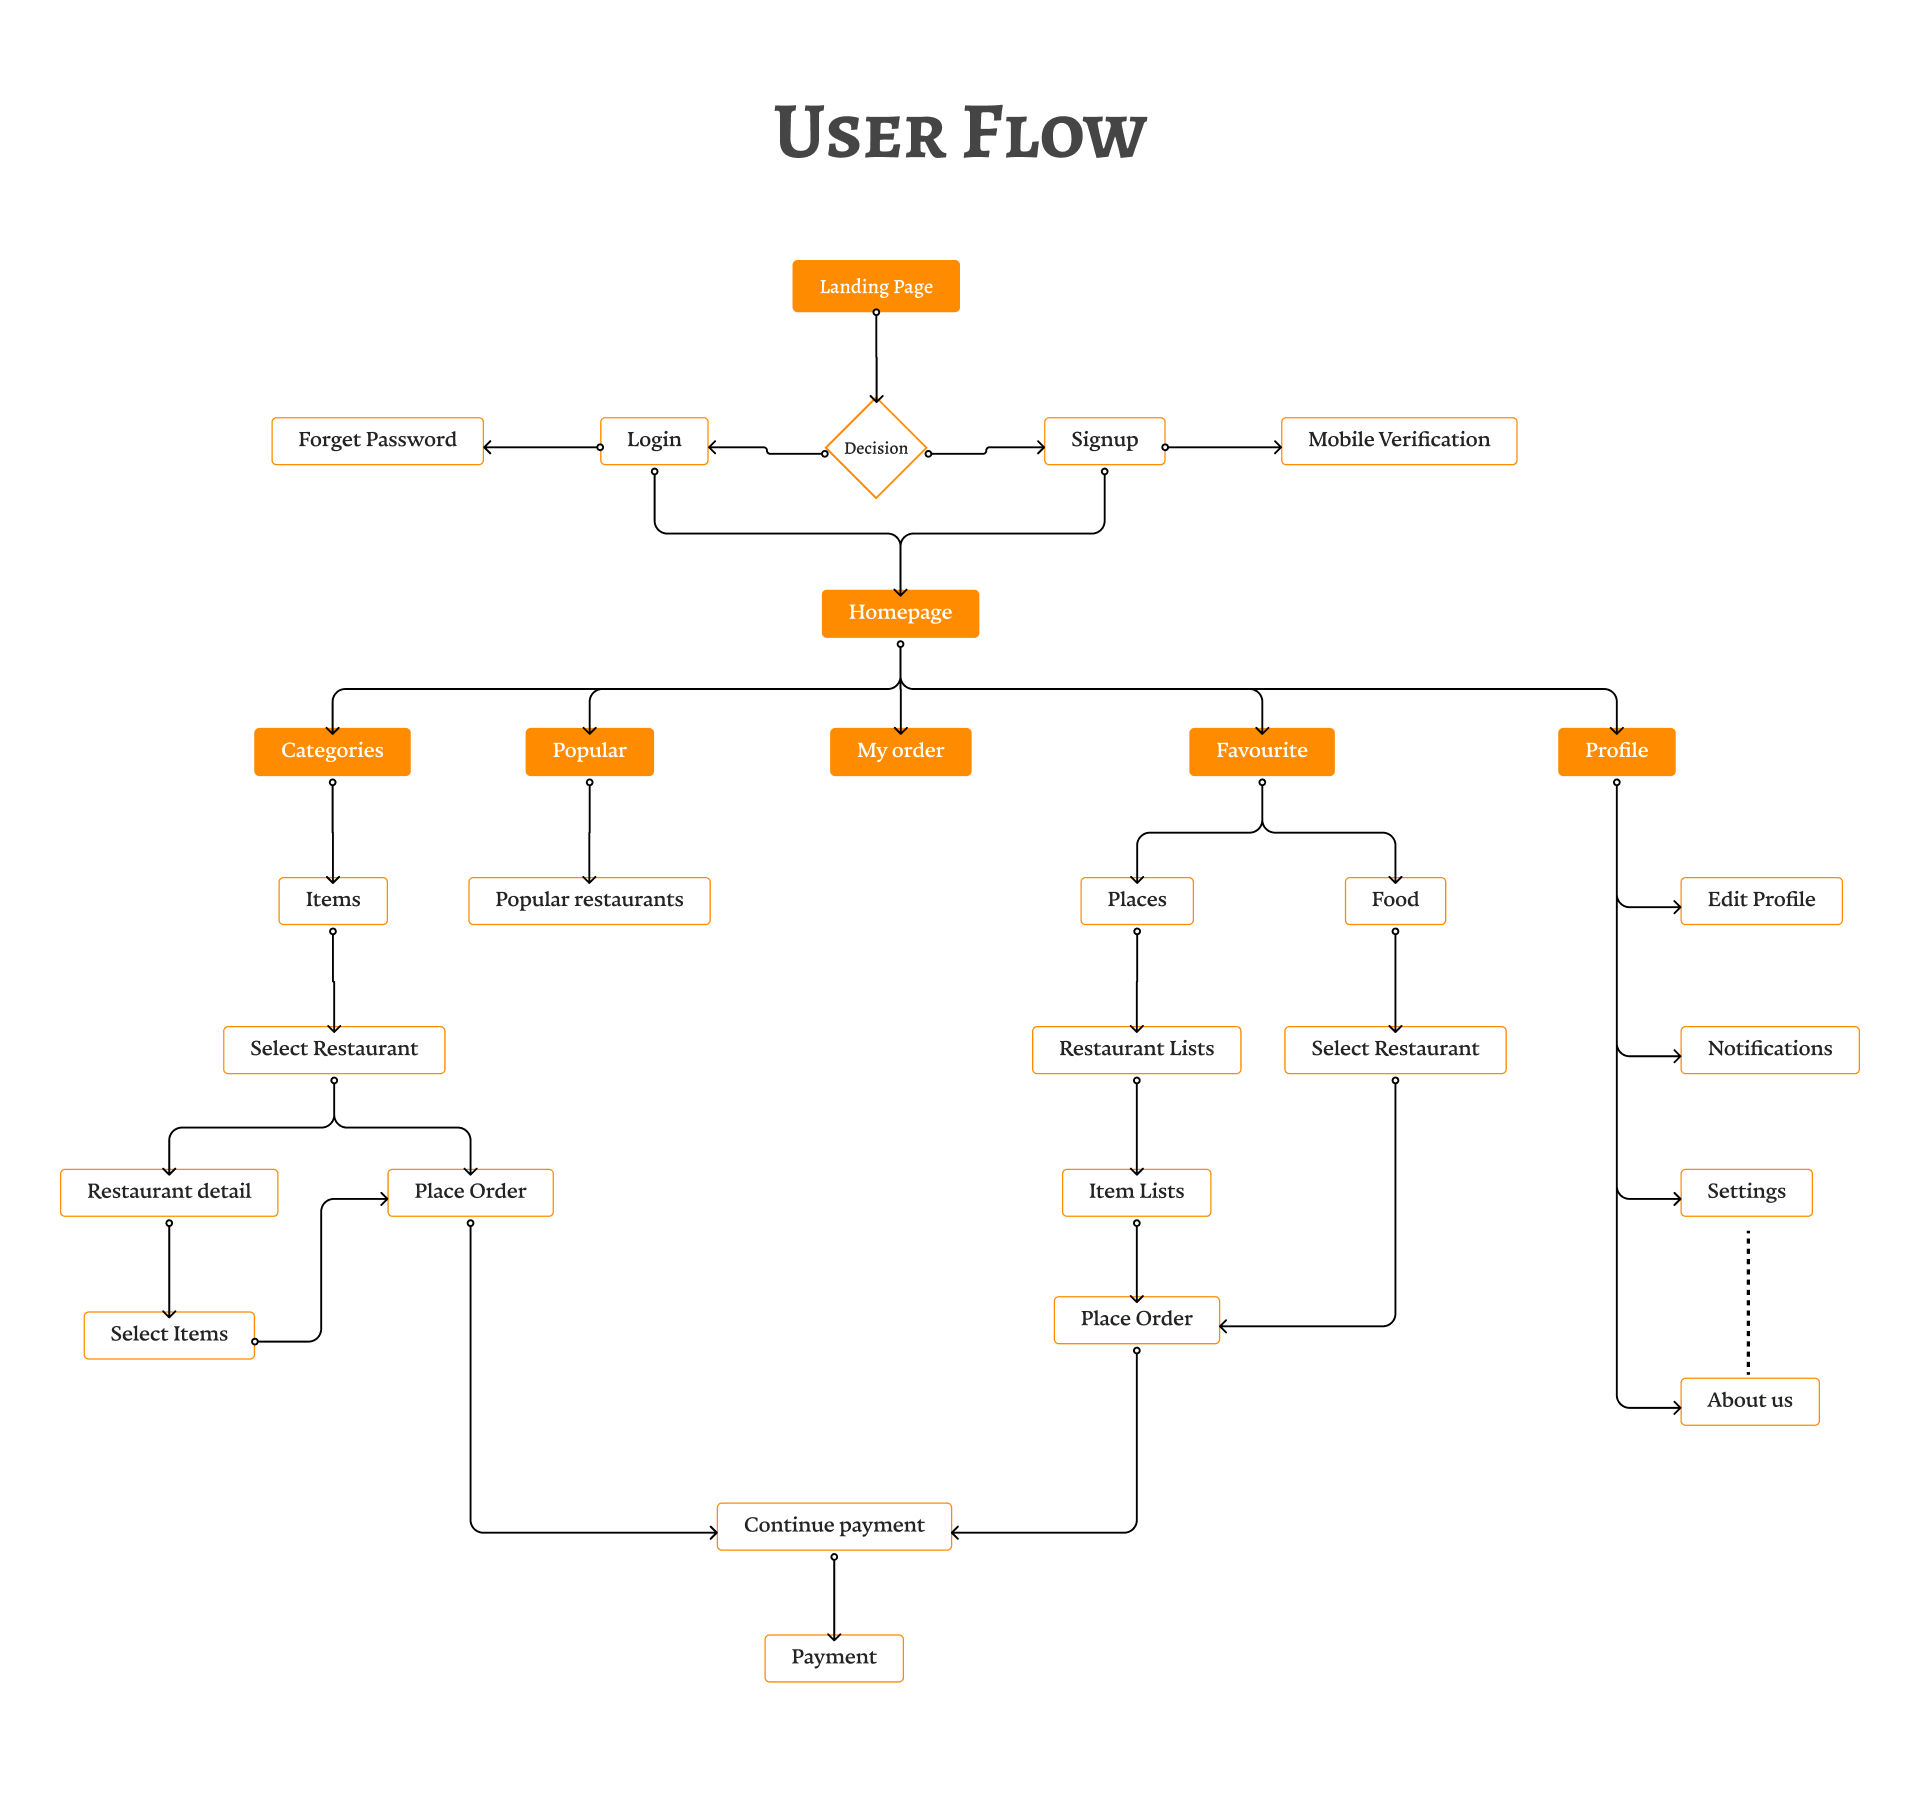 User Flow
Landing Page
Forget Password
Login
Decision
Signup
Mobile Verification
Homepage
Categories
Popular
My order
Favourite
Profile
Items
Popular restaurants
Places
Food
Edit Profile
Select Restaurant
Restaurant Lists
Select Restaurant
Notifications
Restaurant detail
Place Order
Item Lists
Settings
Select Items
Place Order
About us
Continue payment
Payment